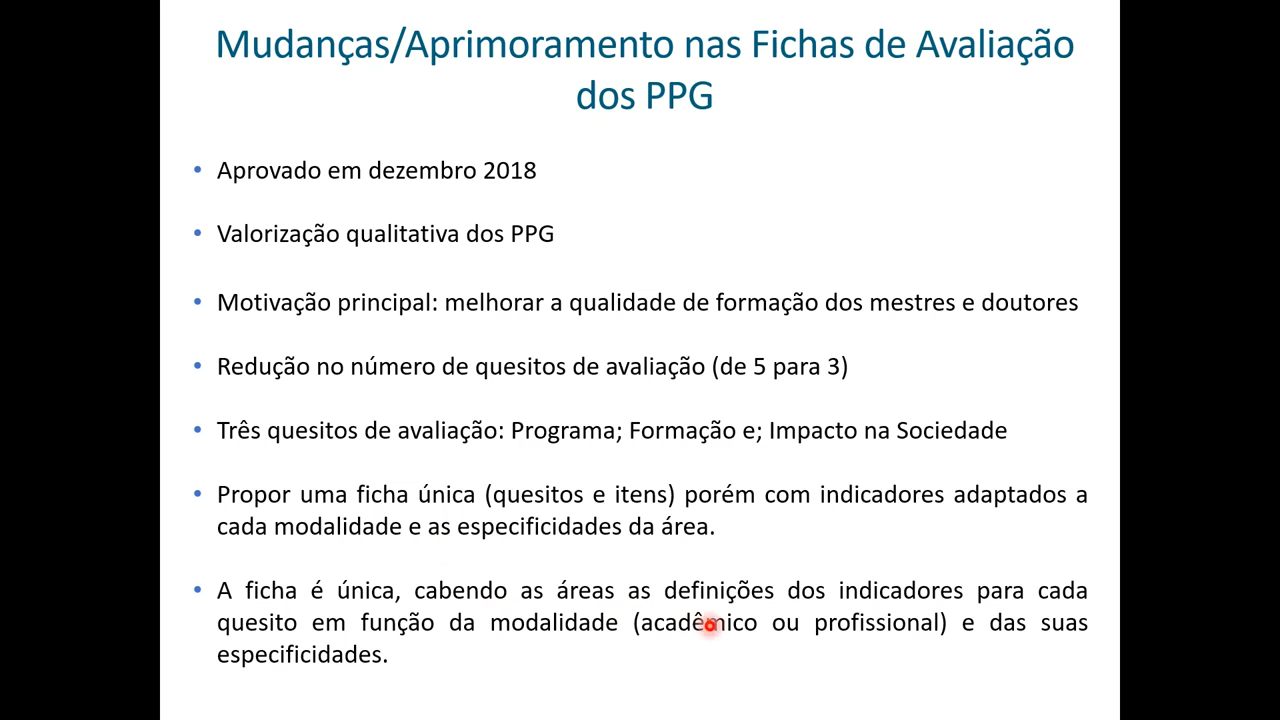 Mudanças/Aprimoramento nas Fichas de Avaliação
dos PPG
• Aprovado em dezembro 2018
• Valorização qualitativa dos PPG
• Motivação principal: melhorar a qualidade de formação dos mestres e doutores
• Redução no número de quesitos de avaliação (de 5 para 3)
• Três quesitos de avaliação: Programa; Formação e; Impacto na Sociedade
• Propor uma ficha única (quesitos e itens) porém com indicadores adaptados a
cada modalidade e as especificidades da área.
• A ficha é única, cabendo as áreas as definições dos indicadores para cada
quesito em função da modalidade (acadêmico ou profissional) e das suas
especificidades.